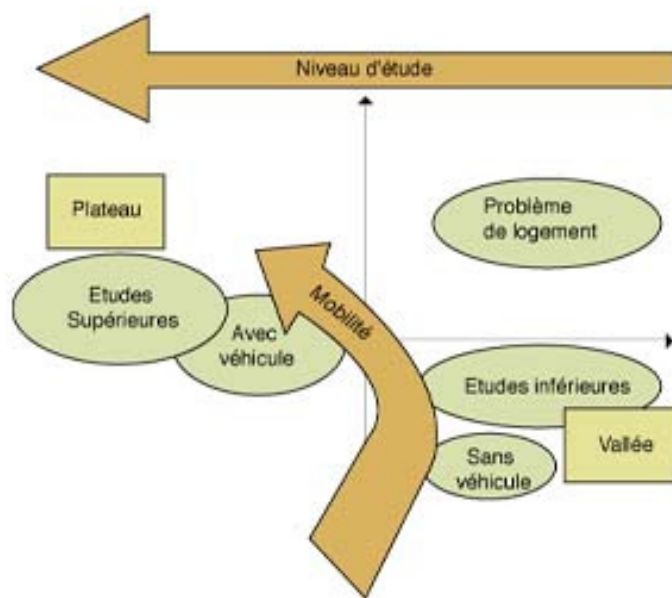 Niveau d'étude
Plateau
Problème
de logement
Etudes
Supérieures
Mobilité
Avec
véhicule
Etudes inférieures
Vallée
Sans
véhicule